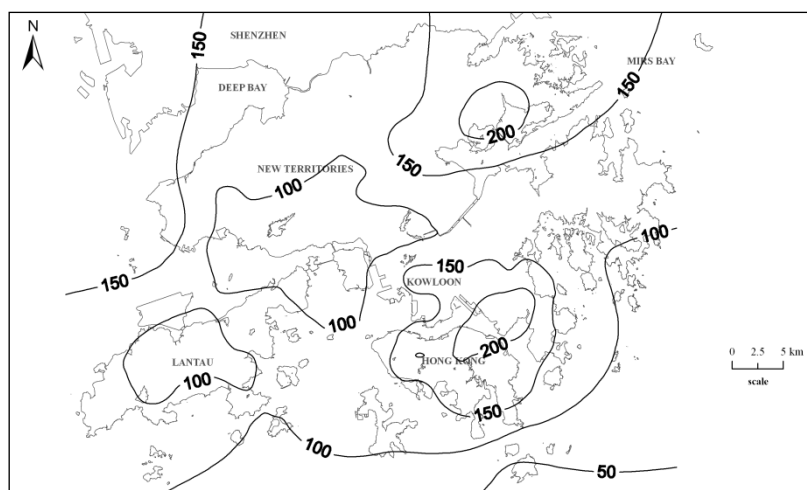 N
150
SHENZHEN
MIRS BAY
DEEP BAY
150
200
150
NEW TERRITORIES
100
100
150
150
KOWLOON
100
200
LANTAU
HONG KONG
100
0 2.5 5 km
scale
150
100
50